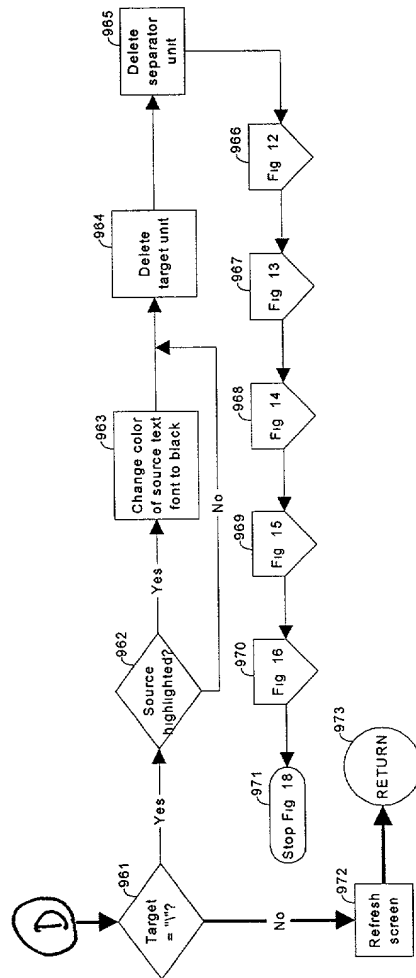 D
961
Target
= "\"?
Yes
962
Source
highlighted?
Yes
No
963
Change color
of source text
font to black
964
Delete
target unit
965
Delete
separator
unit
966
Fig 12
967
Fig 13
968
Fig 14
969
Fig 15
970
Fig 16
971
Stop Fig 18
No
972
Refresh
screen
973
RETURN